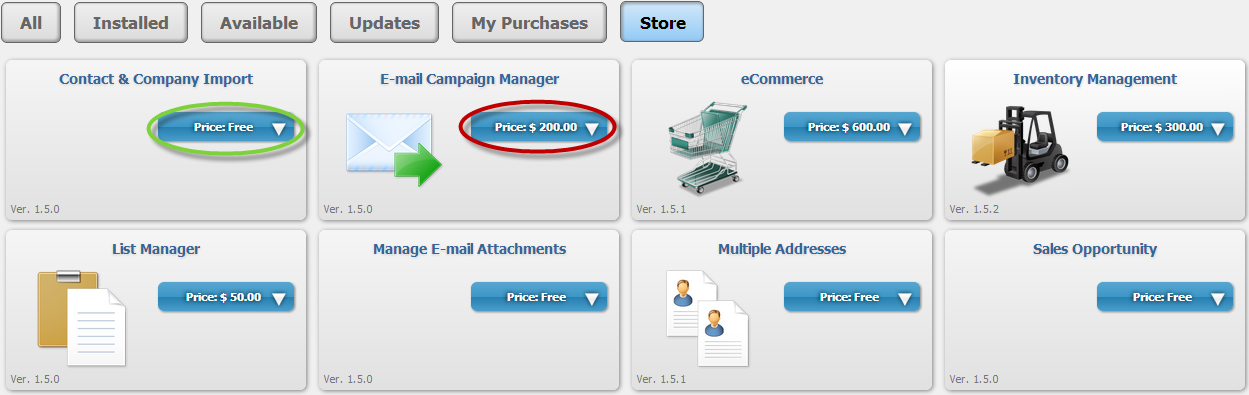 All Installed Available Updates My Purchases Store
Contact & Company Import E-mail Campaign Manager eCommerce Inventory Management
Price: Free Price: $ 200.00 Price: $ 600.00 Price: $ 300.00
Ver. 1.5.0 Ver. 1.5.0 Ver. 1.5.1 Ver. 1.5.2
List Manager Manage E-mail Attachments Multiple Addresses Sales Opportunity
Price: $ 50.00 Price: Free Price: Free Price: Free
Ver. 1.5.0 Ver. 1.5.0 Ver. 1.5.1 Ver. 1.5.0